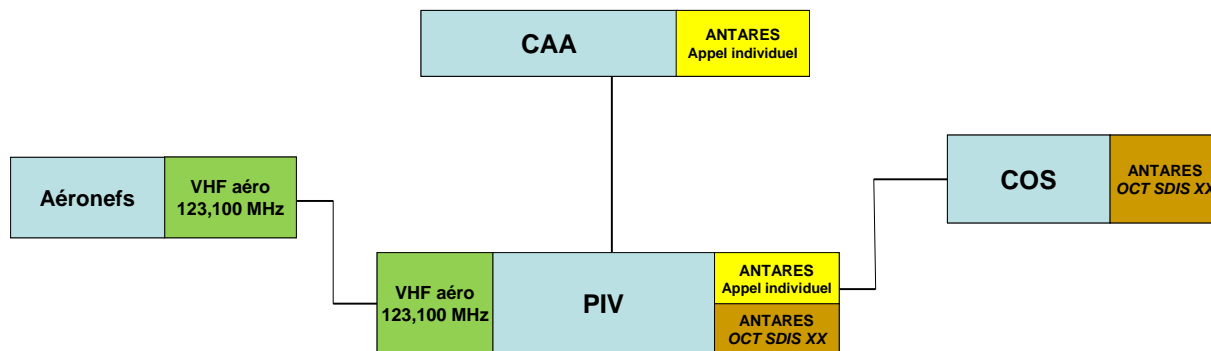 CAA
ANTARES
Appel individuel
Aéronefs
VHF aéro
123,100 MHz
COS
ANTARES
OCT SDIS XX
VHF aéro
123,100 MHz
PIV
ANTARES
Appel individuel
ANTARES
OCT SDIS XX